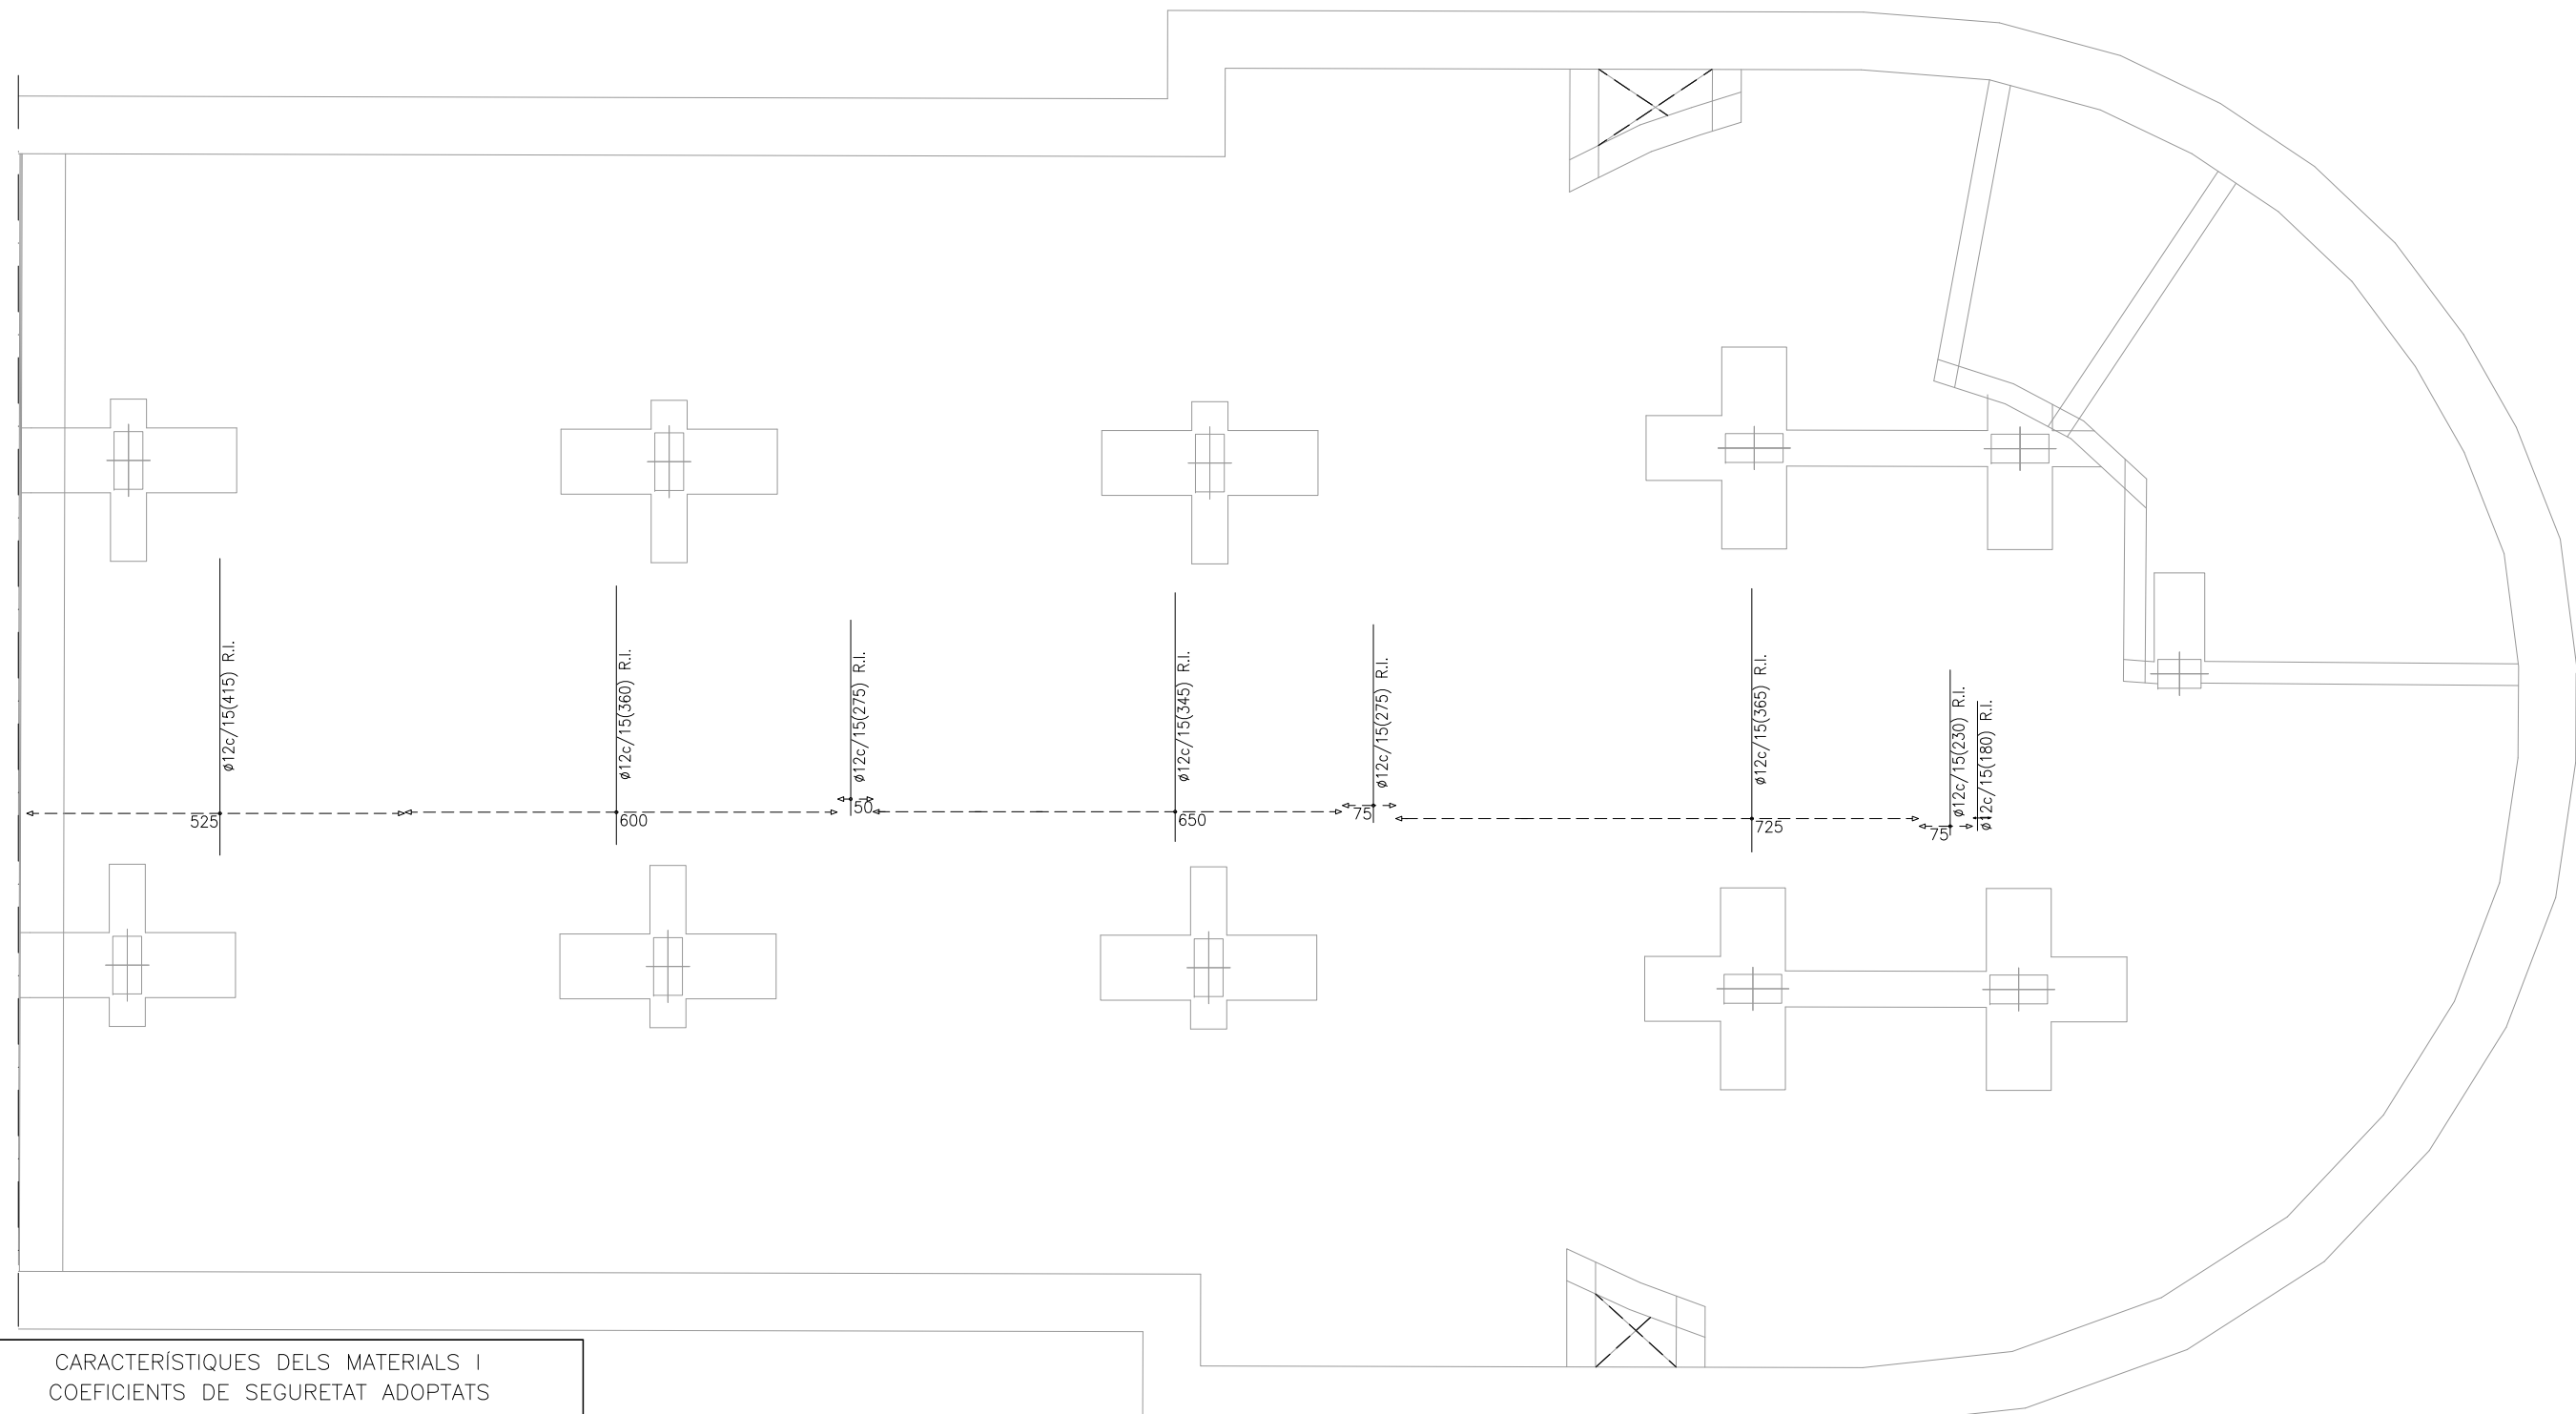 ø12c/15(415) R.I.
525
ø12c/15(360) R.I.
600
ø12c/15(275) R.I.
50
ø12c/15(345) R.I.
650
ø12c/15(275) R.I.
75
ø12c/15(365) R.I.
725
ø12c/15(230) R.I.
75
ø12c/15(180) R.I.
CARACTERÍSTIQUES DELS MATERIALS I
COEFICIENTS DE SEGURETAT ADOPTATS